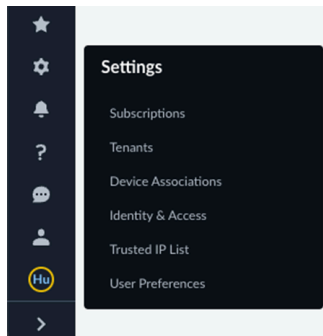 Settings
Subscriptions
Tenants
Device Associations
Identity & Access
Trusted IP List
User Preferences
?
Hu